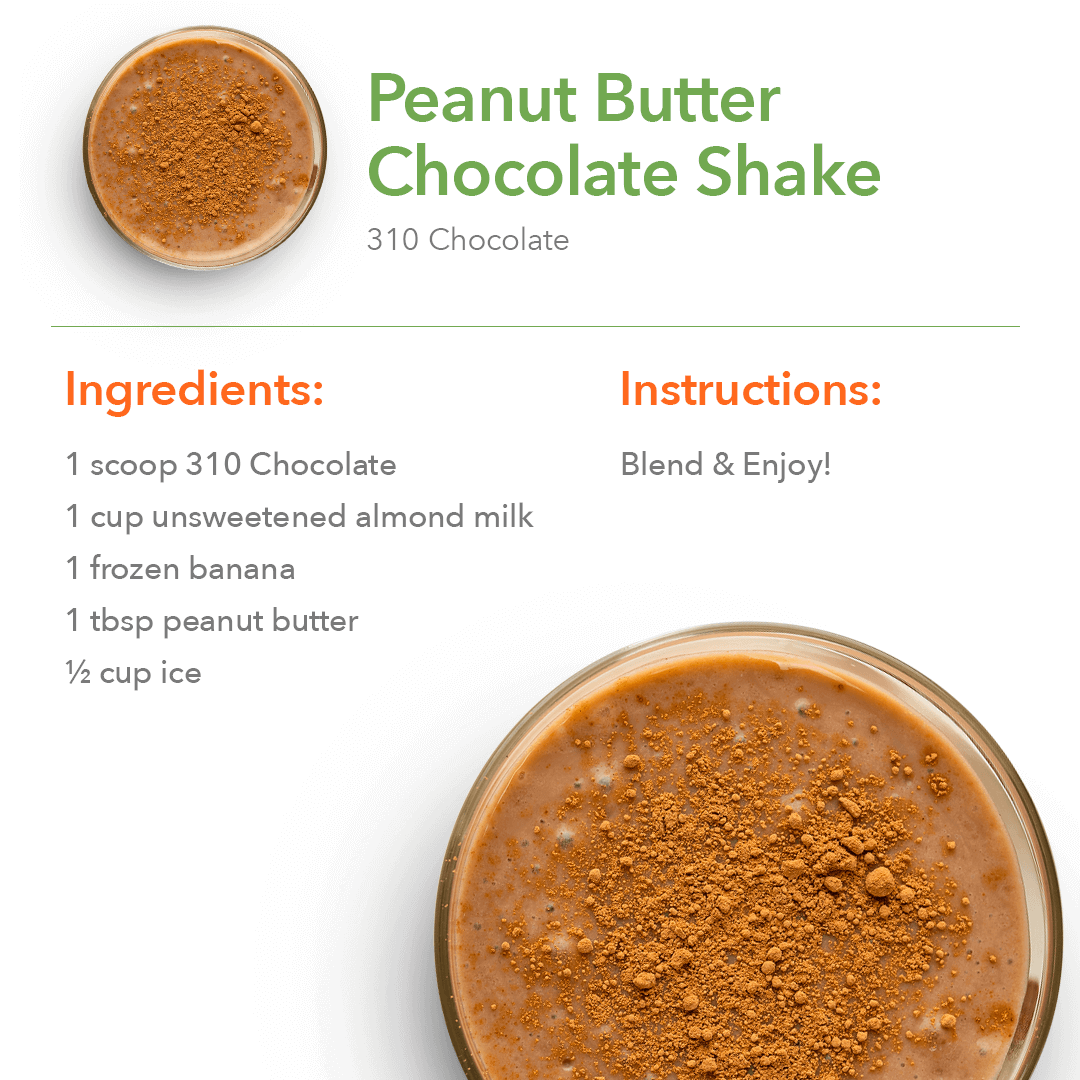 Peanut Butter
Chocolate Shake
310 Chocolate
Ingredients:
1 scoop 310 Chocolate
1 cup unsweetened almond milk
1 frozen banana
1 tbsp peanut butter
½ cup ice
Instructions:
Blend & Enjoy!